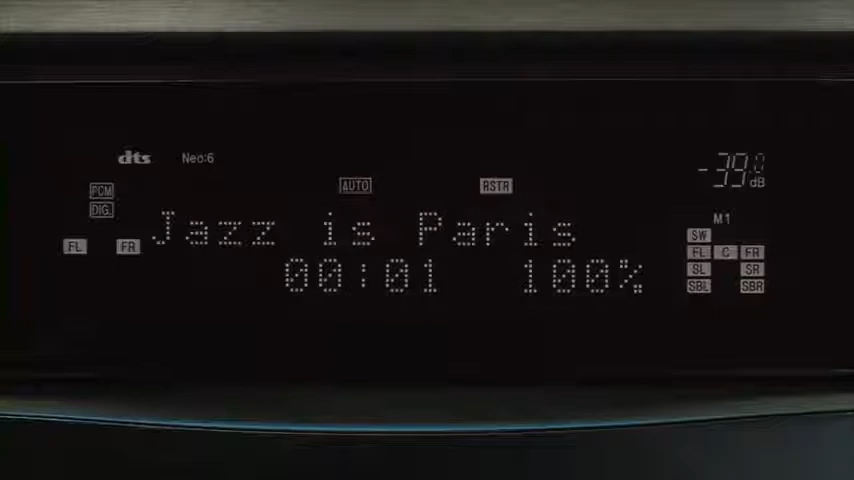 dts Neo:6 -39.0 dB
PCM AUTO RSTR
DIG. M1
Jazz is Paris
FL FR SW
FL C FR
00:01 100% SL SR
SBL SBR